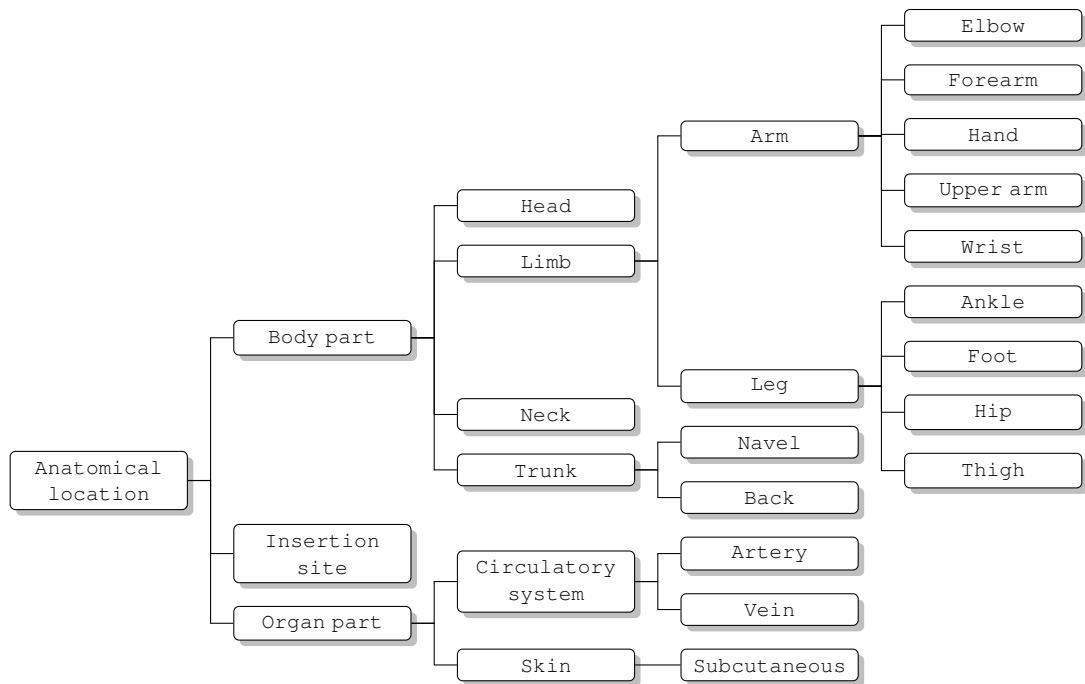 Elbow
Forearm
Arm
Hand
Upper arm
Head
Wrist
Limb
Ankle
Body part
Foot
Leg
Hip
Neck
Navel
Thigh
Trunk
Anatomical
location
Back
Insertion
site
Artery
Circulatory
system
Vein
Organ part
Skin
Subcutaneous